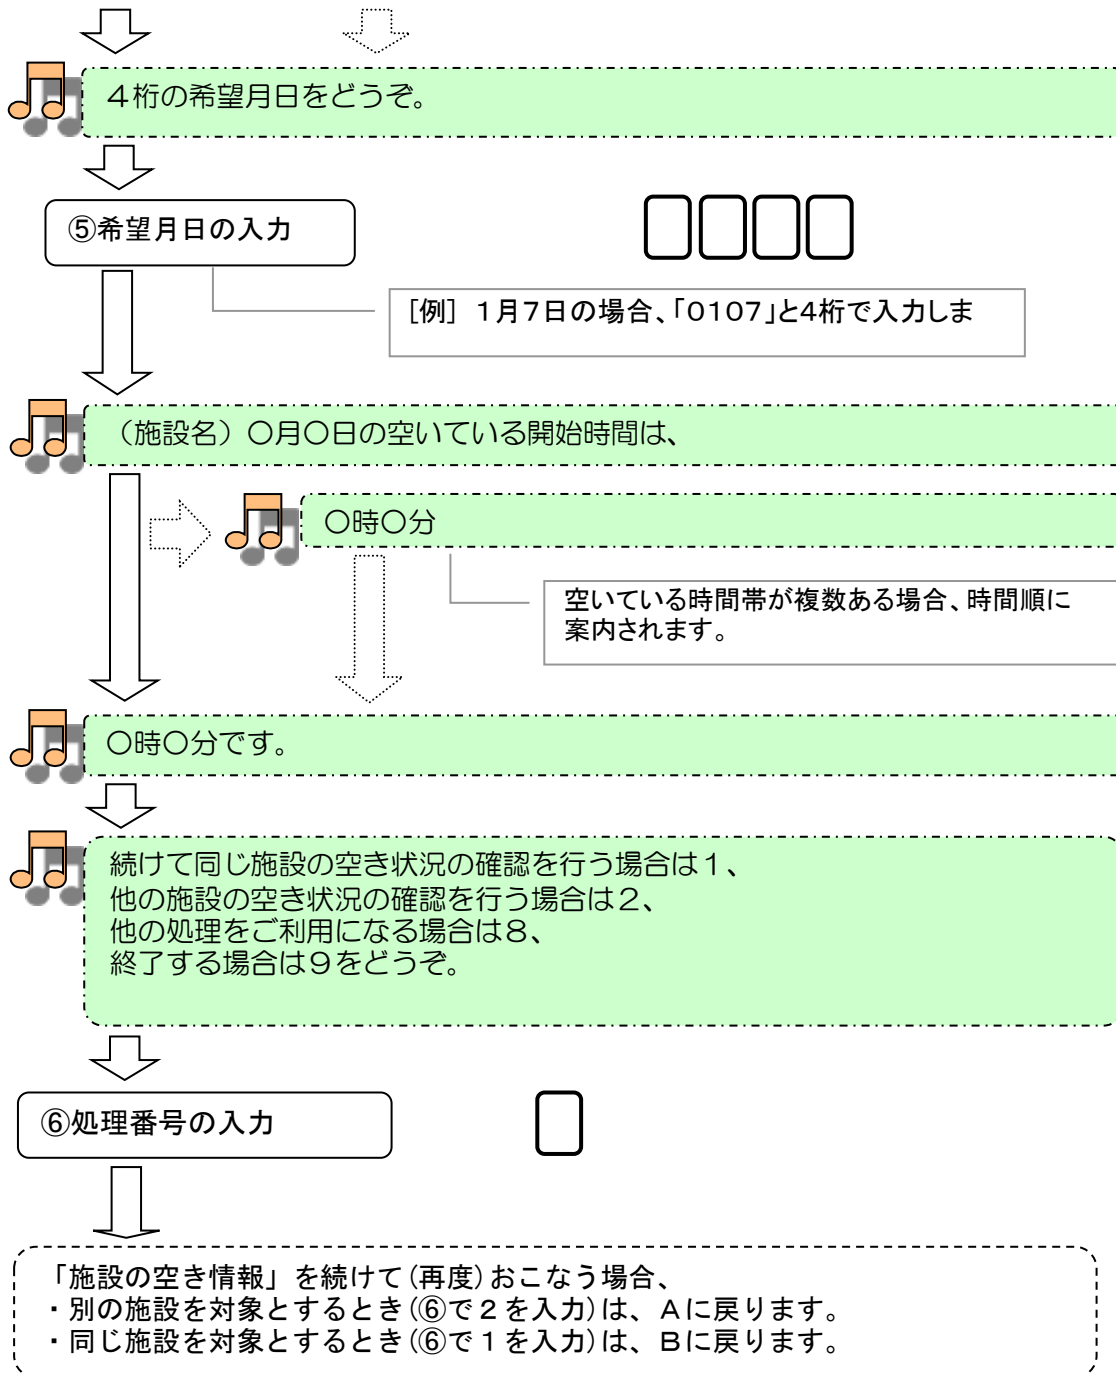 ４桁の希望月日をどうぞ。
⑤希望月日の入力
［例］１月７日の場合、「０１０７」と４桁で入力しま
（施設名）〇月〇日の空いている開始時間は、
〇時〇分
空いている時間帯が複数ある場合、時間順に
案内されます。
〇時〇分です。
続けて同じ施設の空き状況の確認を行う場合は１、
他の施設の空き状況の確認を行う場合は２、
他の処理をご利用になる場合は８、
終了する場合は９をどうぞ。
⑥処理番号の入力
「施設の空き情報」を続けて(再度)おこなう場合、
・別の施設を対象とするとき(⑥で２を入力)は、Ａに戻ります。
・同じ施設を対象とするとき(⑥で１を入力)は、Ｂに戻ります。